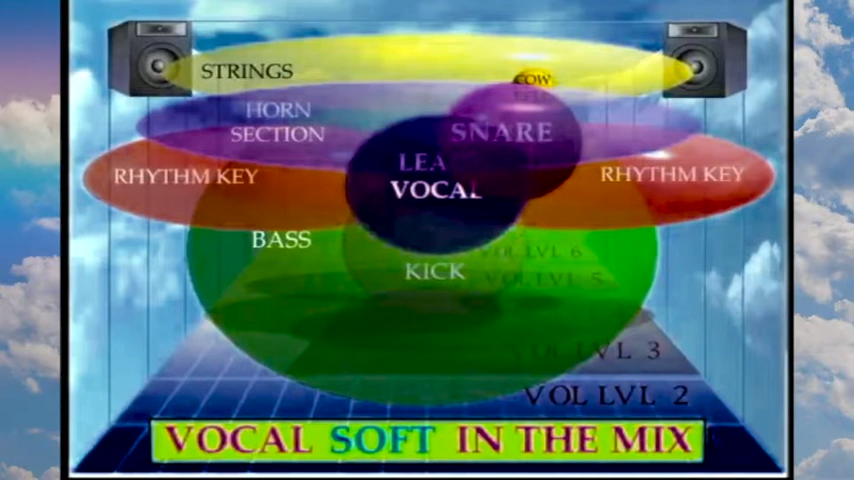 STRINGS
COW
HORN
SECTION
SNARE
LEA
VOCAL
RHYTHM KEY
RHYTHM KEY
BASS
VOL LVL 6
KICK
VOL LVL 5
VOL LVL 3
VOL LVL 2
VOCAL SOFT IN THE MIX